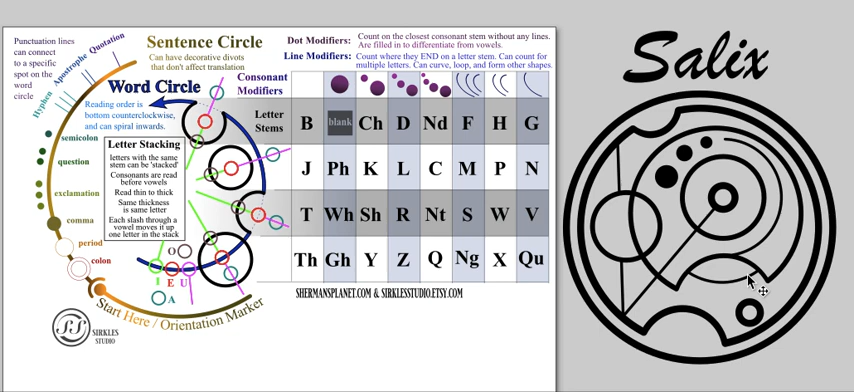 Punctuation lines
can connect
to a specific
spot on the
word
circle
Hyphen
Apostrophe
Quotation
Sentence Circle
Can have decorative divots
that don't affect translation
Dot Modifiers:
Count on the closest consonant stem without any lines.
Are filled in to differentiate from vowels.
Line Modifiers:
Count where they END on a letter stem. Can count for
multiple letters. Can curve, loop, and form other shapes.
Word Circle
Reading order is
bottom counterclockwise,
and can spiral inwards.
Consonant
Modifiers
Letter
Stems
B blank Ch D Nd F H G
J Ph K L C M P N
T Wh Sh R Nt S W V
Th Gh Y Z Q Ng X Qu
semicolon
question
exclamation
comma
period
colon
Letter Stacking
letters with the same
stem can be 'stacked'
Consonants are read
before vowels
Read thin to thick
Same thickness
is same letter
Each slash through a
vowel moves it up
one letter in the stack
O
I E U
A
Start Here / Orientation Marker
SS SIRKLES
STUDIO
SHERMANSPLANET.COM & SIRKLESSTUDIO.ETSY.COM
Salix